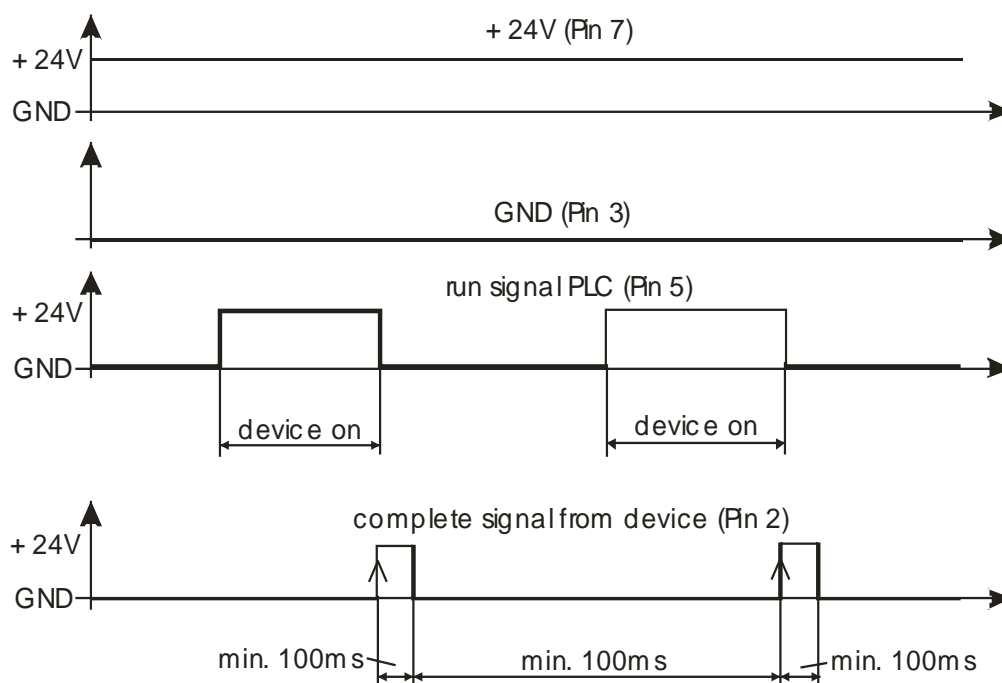 + 24V (Pin 7)
+ 24V
GND
GND (Pin 3)
run signal PLC (Pin 5)
+ 24V
GND
device on device on
complete signal from device (Pin 2)
+ 24V
GND
min. 100ms min. 100ms min. 100ms